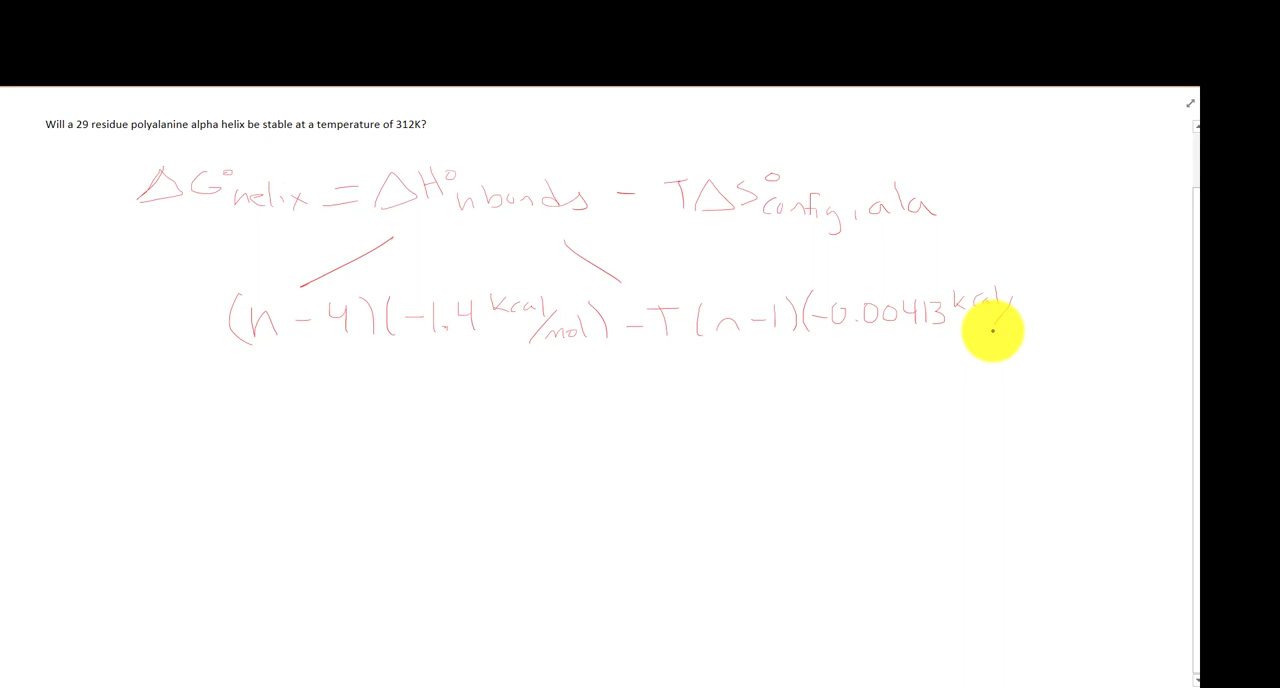 Will a 29 residue polyalanine alpha helix be stable at a temperature of 312K?
ΔG°helix = ΔH°hbonds - TΔS°config, ala
(n-4)(-1.4 kcal/mol) - T(n-1)(-0.00413 kcal/